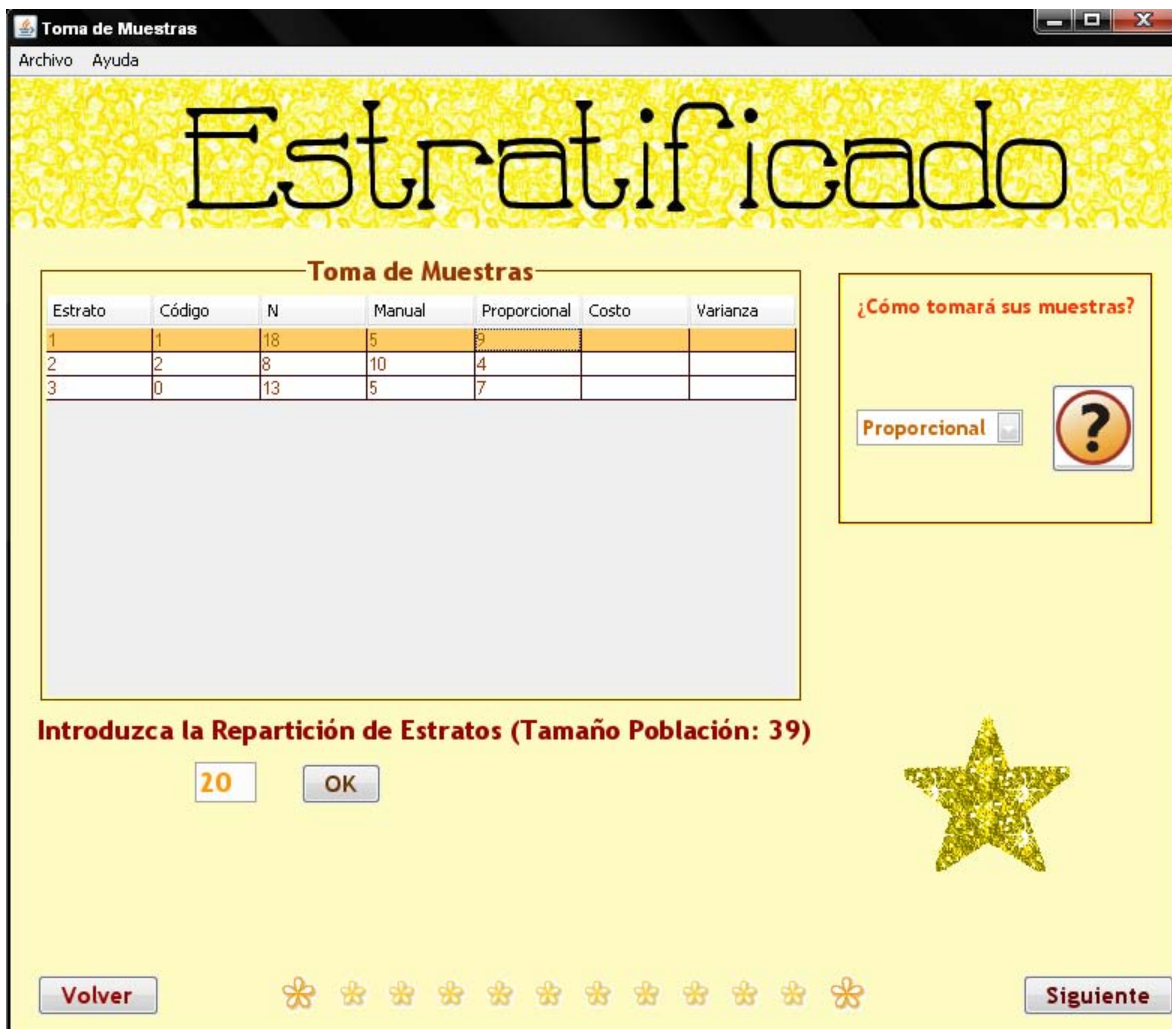 Toma de Muestras
Archivo Ayuda
Estratificado
Toma de Muestras
Estrato Código N Manual Proporcional Costo Varianza
1 1 18 5 9
2 2 8 10 4
3 0 13 5 7
¿Cómo tomará sus muestras?
Proporcional ?
Introduzca la Repartición de Estratos (Tamaño Población: 39)
20 OK
Volver Siguiente